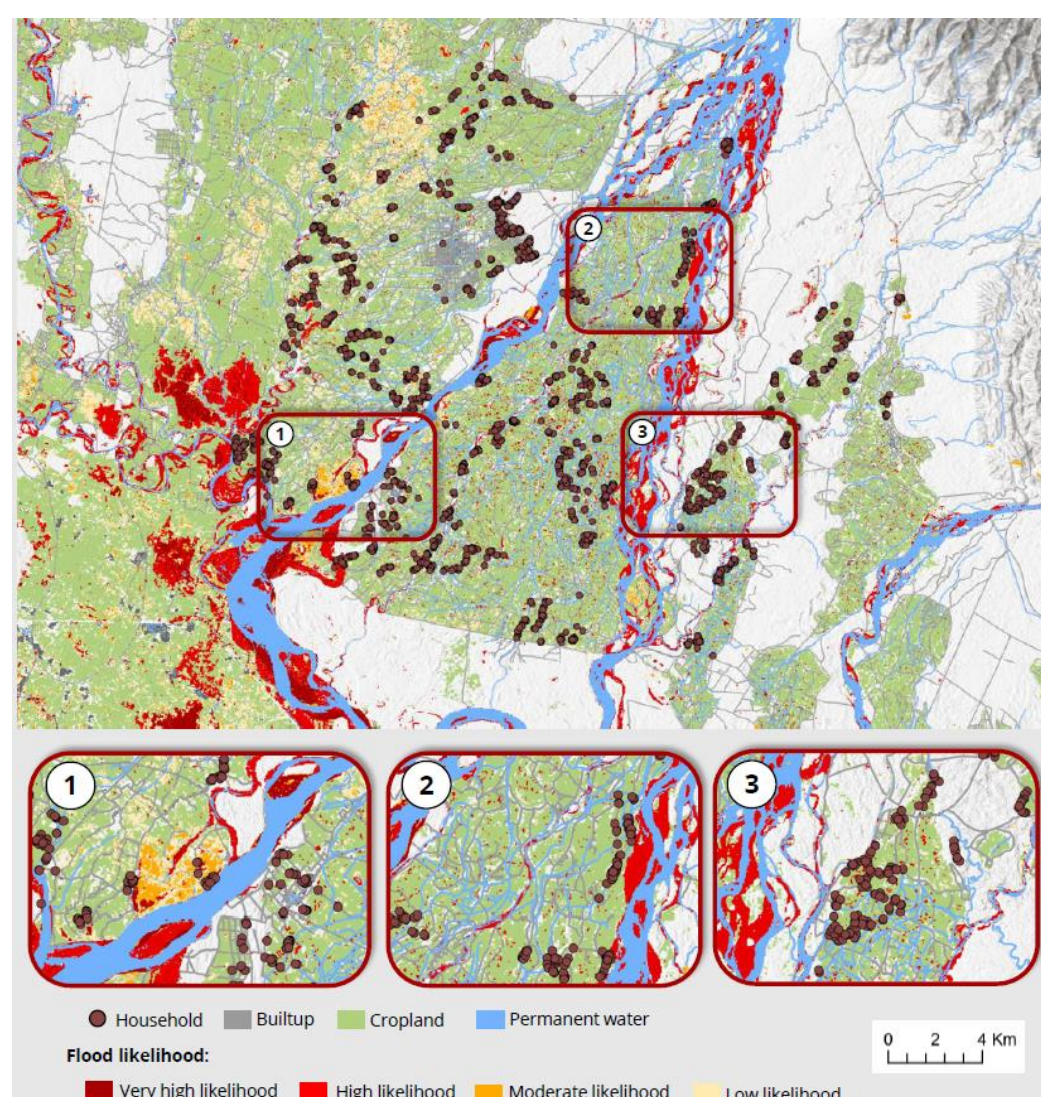 2
1
3
1
2
3
Household Builtup Cropland Permanent water
0 2 4 Km
Flood likelihood:
Very high likelihood High likelihood Moderate likelihood Low likelihood